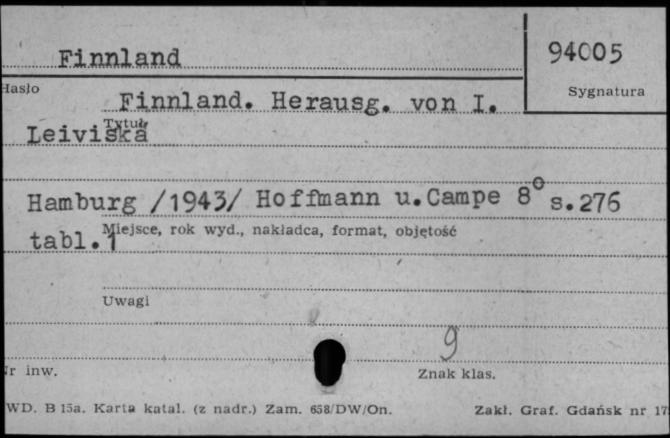 Finnland
94005
Hasło
Sygnatura
Finnland. Herausg. von I.
Tytuł
Leiviskä
Hamburg /1943/ Hoffmann u.Campe 8° s.276
Miejsce, rok wyd., nakładca, format, objętość
tabl.1
Uwagi
9
Nr inw.
Znak klas.
WD. B 15a. Karta katal. (z nadr.) Zam. 658/DW/On.
Zakł. Graf. Gdańsk nr 17